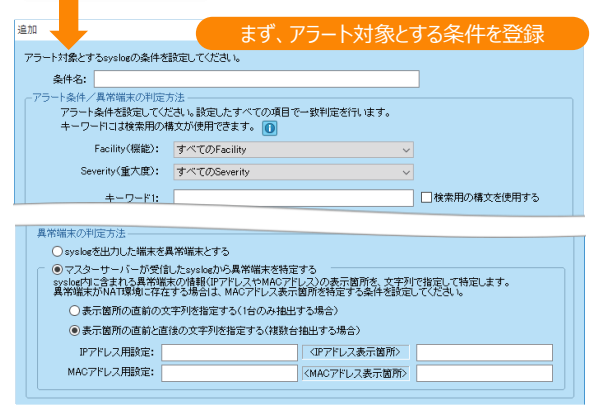 追加
まず、アラート対象とする条件を登録
アラート対象とするsyslogの条件を設定してください。
条件名:
アラート条件／異常端末の判定方法
アラート条件を設定してください。設定したすべての項目で一致判定を行います。
キーワードには検索用の構文が使用できます。
Facility(機能): すべてのFacility
Severity(重大度): すべてのSeverity
キーワード1: 検索用の構文を使用する
異常端末の判定方法
syslogを出力した端末を異常端末とする
マスターサーバーが受信したsyslogから異常端末を特定する
syslog内に含まれる異常端末の情報(IPアドレスやMACアドレス)の表示箇所を、文字列で指定して特定します。
異常端末がNAT環境に存在する場合は、MACアドレス表示箇所を特定する条件を設定してください。
表示箇所の直前の文字列を指定する(1台のみ抽出する場合)
表示箇所の直前と直後の文字列を指定する(複数台抽出する場合)
IPアドレス用設定: <IPアドレス表示箇所>
MACアドレス用設定: <MACアドレス表示箇所>